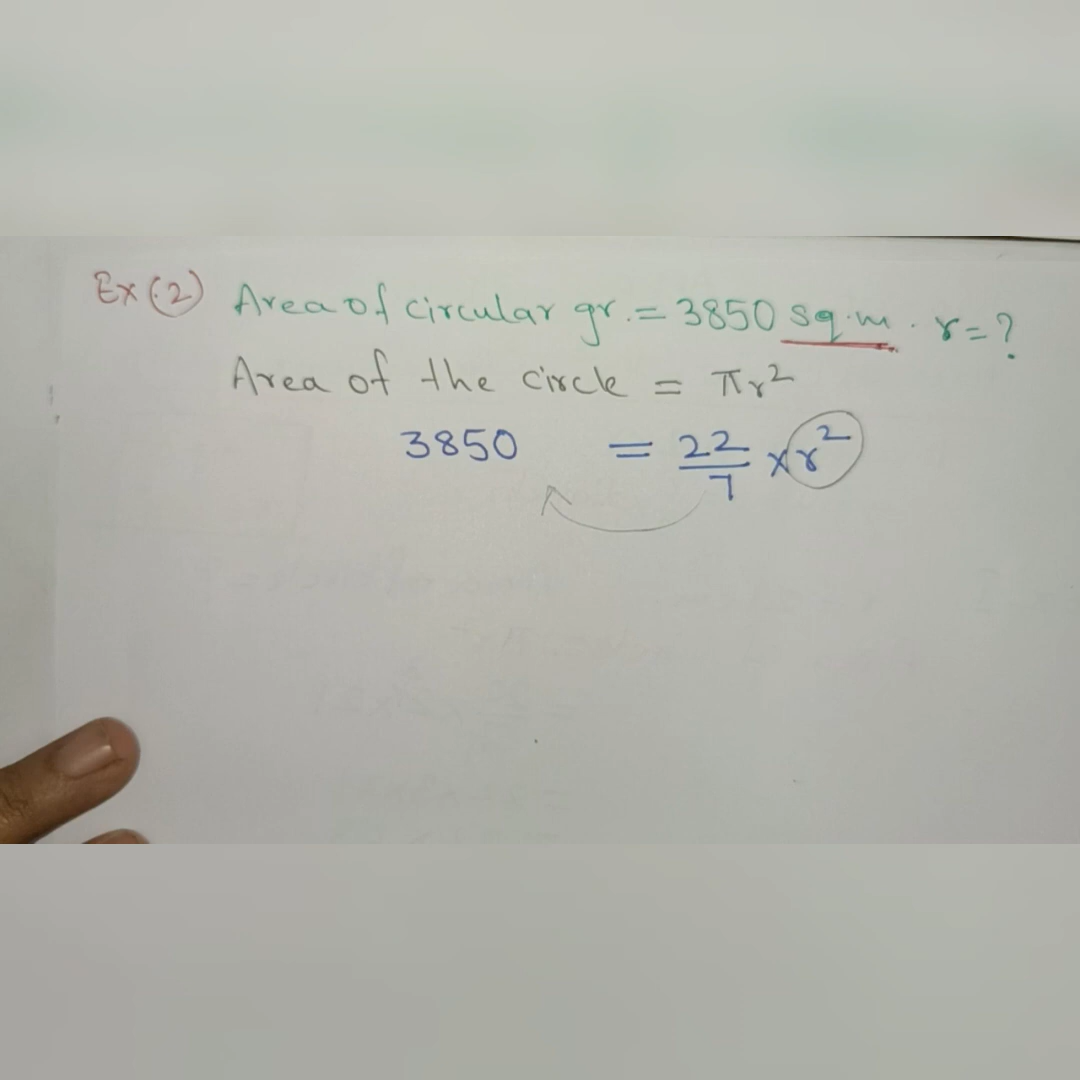 Ex (2) Area of circular gr. = 3850 sq.m. r = ?
Area of the circle = πr²
3850 = 22/7 × r²